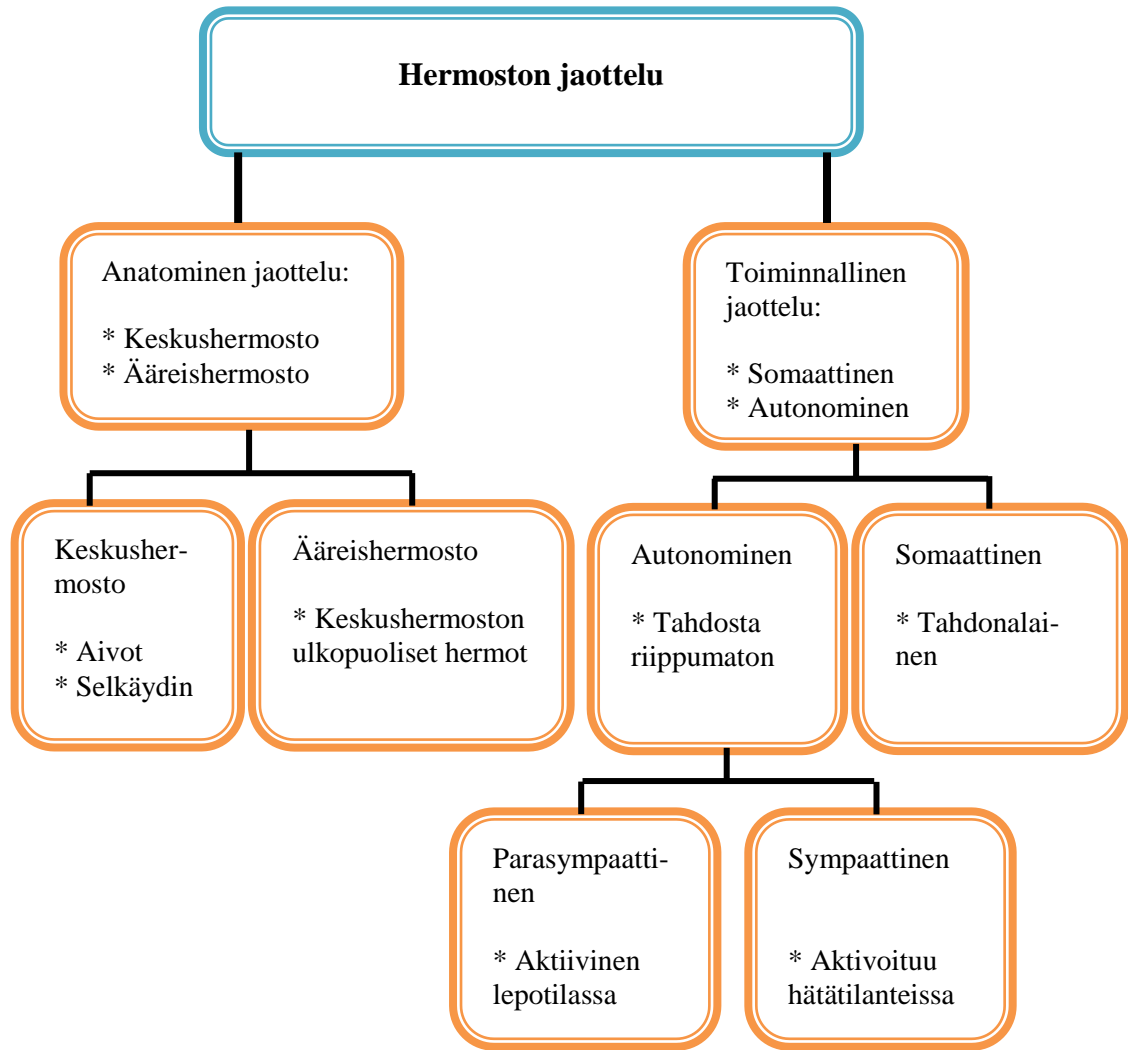 Hermoston jaottelu
Anatominen jaottelu:
* Keskushermosto
* Ääreishermosto
Toiminnallinen
jaottelu:
* Somaattinen
* Autonominen
Keskusher-
mosto
* Aivot
* Selkäydin
Ääreishermosto
* Keskushermoston
ulkopuoliset hermot
Autonominen
* Tahdosta
riippumaton
Somaattinen
* Tahdonalai-
nen
Parasympaatti-
nen
* Aktiivinen
lepotilassa
Sympaattinen
* Aktivoituu
hätätilanteissa